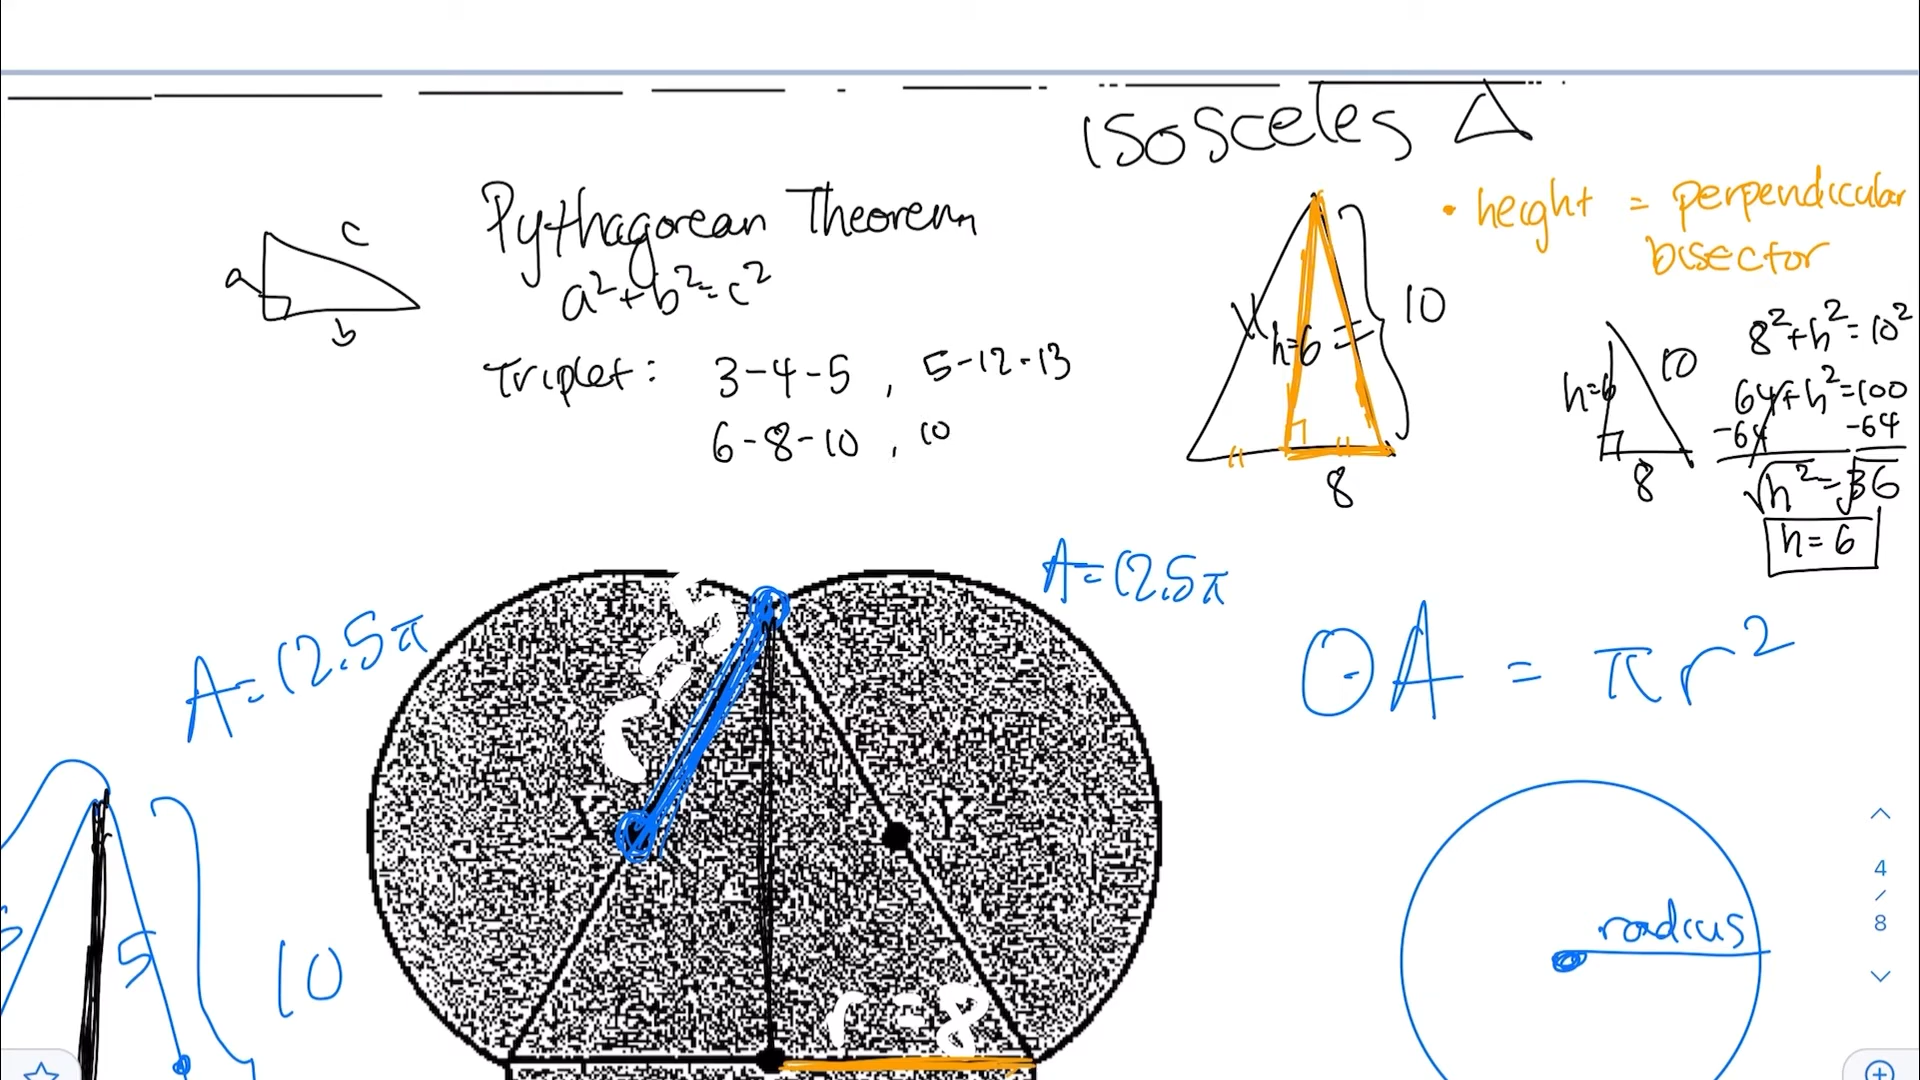 isosceles Δ
Pythagorean Theorem
a²+b²=c²
a
c
b
Triplet: 3-4-5 , 5-12-13
6-8-10 , 10
• height = perpendicular
bisector
h=6
10
8
h=6
10
8
8²+h²=10²
64+h²=100
-64 -64
√h²=√36
h=6
A=12.5π
A=12.5π
r=5
X
Y
r=8
⊙A = πr²
radius
5
10
4
/
8